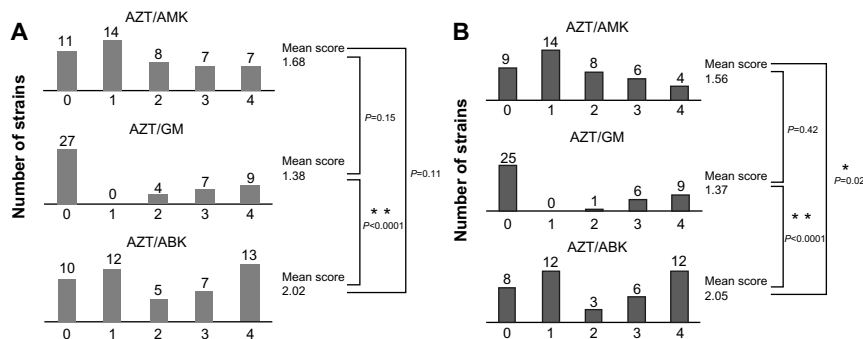 A
Number of strains
AZT/AMK
11 14 8 7 7
0 1 2 3 4
Mean score
1.68
AZT/GM
27 0 4 7 9
0 1 2 3 4
Mean score
1.38
AZT/ABK
10 12 5 7 13
0 1 2 3 4
Mean score
2.02
P=0.15
* *
P<0.0001
P=0.11
B
Number of strains
AZT/AMK
9 14 8 6 4
0 1 2 3 4
Mean score
1.56
AZT/GM
25 0 1 6 9
0 1 2 3 4
Mean score
1.37
AZT/ABK
8 12 3 6 12
0 1 2 3 4
Mean score
2.05
P=0.42
* *
P<0.0001
*
P=0.02